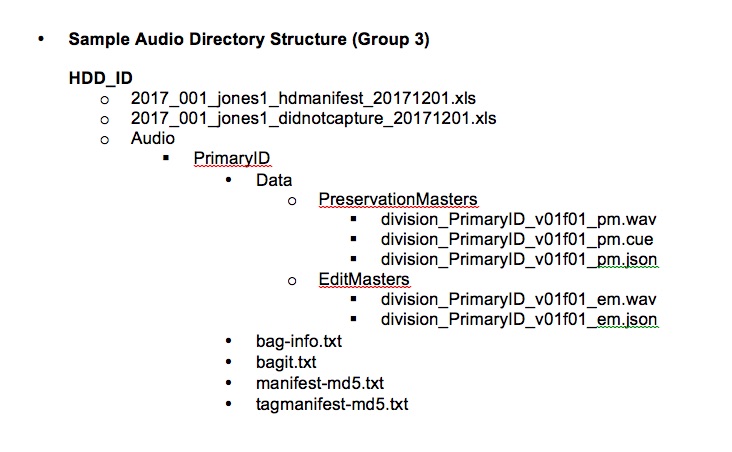 • Sample Audio Directory Structure (Group 3)
HDD_ID
o 2017_001_jones1_hdmanifest_20171201.xls
o 2017_001_jones1_didnotcapture_20171201.xls
o Audio
▪ PrimaryID
• Data
o PreservationMasters
▪ division_PrimaryID_v01f01_pm.wav
▪ division_PrimaryID_v01f01_pm.cue
▪ division_PrimaryID_v01f01_pm.json
o EditMasters
▪ division_PrimaryID_v01f01_em.wav
▪ division_PrimaryID_v01f01_em.json
• bag-info.txt
• bagit.txt
• manifest-md5.txt
• tagmanifest-md5.txt